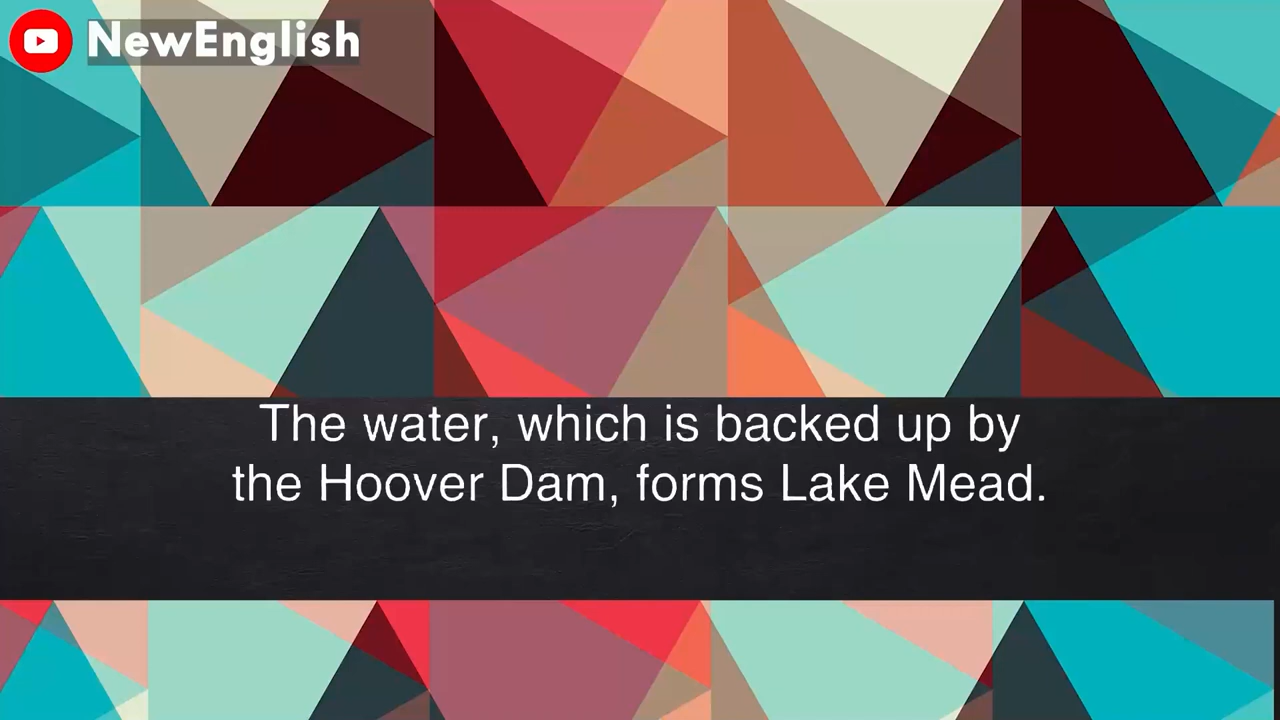 NewEnglish
The water, which is backed up by
the Hoover Dam, forms Lake Mead.